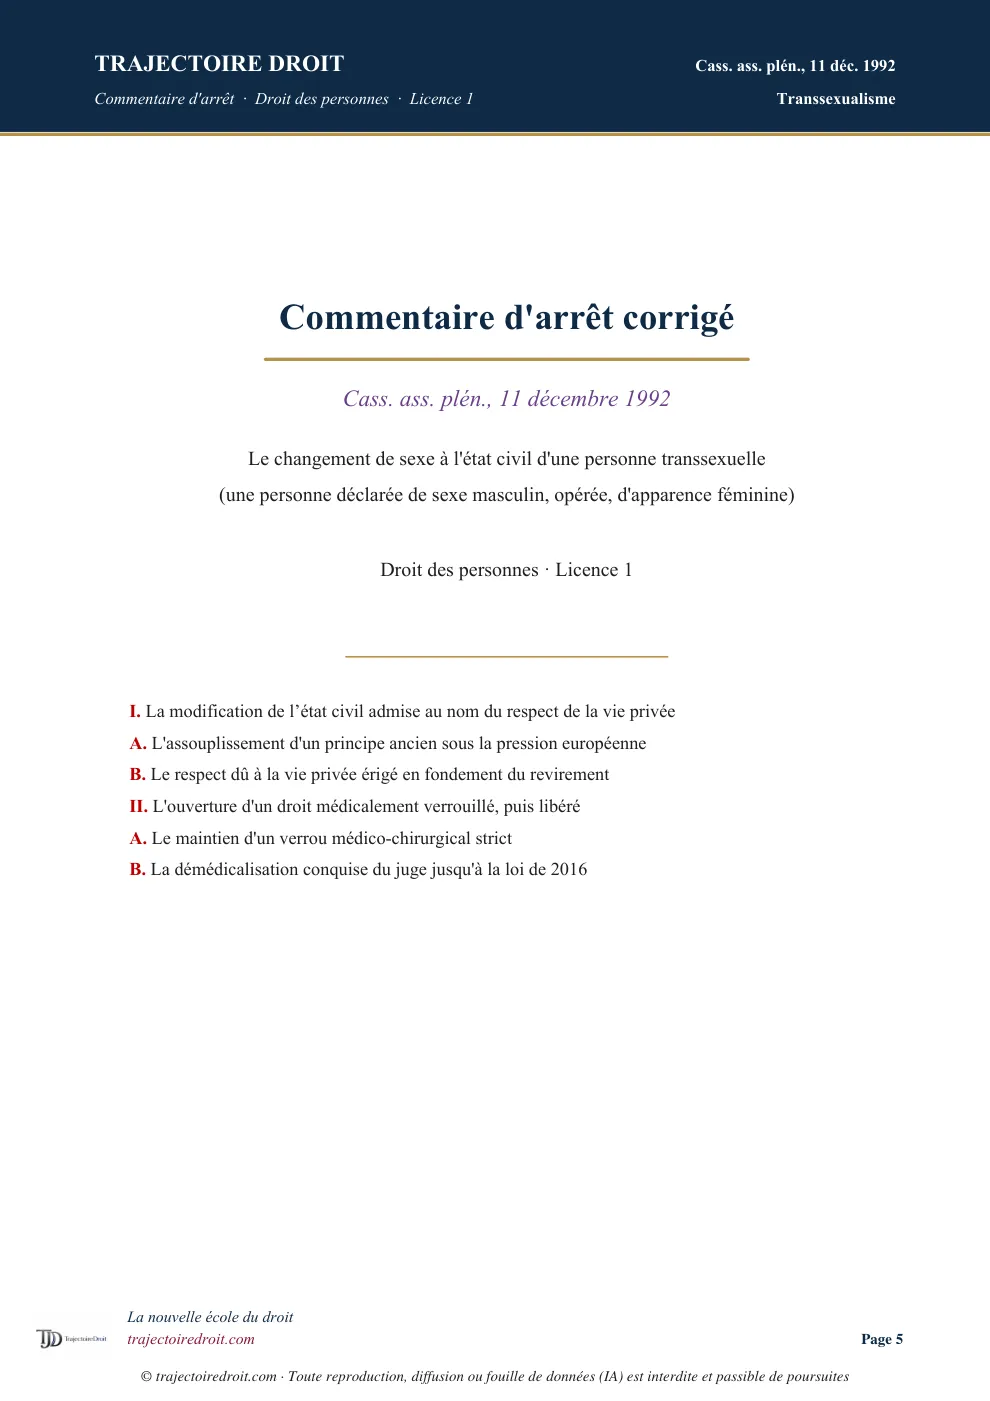 TRAJECTOIRE DROIT
Cass. ass. plén., 11 déc. 1992
Commentaire d'arrêt · Droit des personnes · Licence 1
Transsexualisme
Commentaire d'arrêt corrigé
Cass. ass. plén., 11 décembre 1992
Le changement de sexe à l'état civil d'une personne transsexuelle
(une personne déclarée de sexe masculin, opérée, d'apparence féminine)
Droit des personnes · Licence 1
I. La modification de l’état civil admise au nom du respect de la vie privée
A. L'assouplissement d'un principe ancien sous la pression européenne
B. Le respect dû à la vie privée érigé en fondement du revirement
II. L'ouverture d'un droit médicalement verrouillé, puis libéré
A. Le maintien d'un verrou médico-chirurgical strict
B. La démédicalisation conquise du juge jusqu'à la loi de 2016
La nouvelle école du droit
TJD TrajectoireDroit
trajectoiredroit.com
Page 5
© trajectoiredroit.com · Toute reproduction, diffusion ou fouille de données (IA) est interdite et passible de poursuites